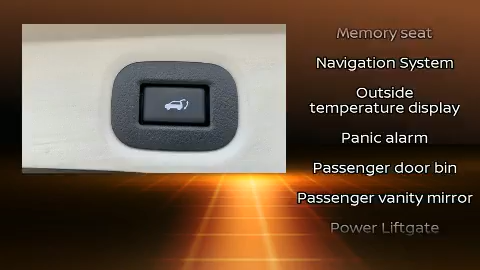 Memory seat
Navigation System
Outside
temperature display
Panic alarm
Passenger door bin
Passenger vanity mirror
Power Liftgate